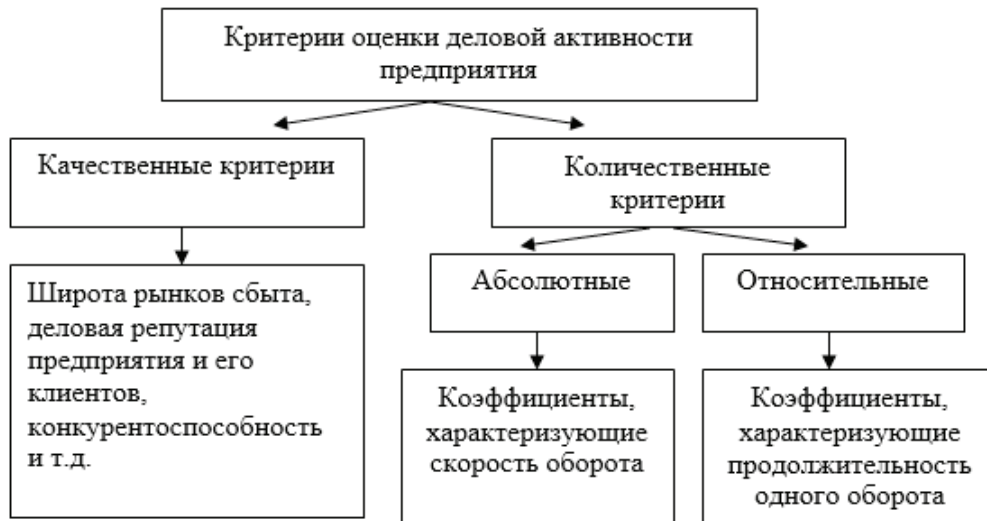 Критерии оценки деловой активности
предприятия
Качественные критерии
Количественные
критерии
Широта рынков сбыта,
деловая репутация
предприятия и его
клиентов,
конкурентоспособность
и т.д.
Абсолютные
Относительные
Коэффициенты,
характеризующие
скорость оборота
Коэффициенты,
характеризующие
продолжительность
одного оборота